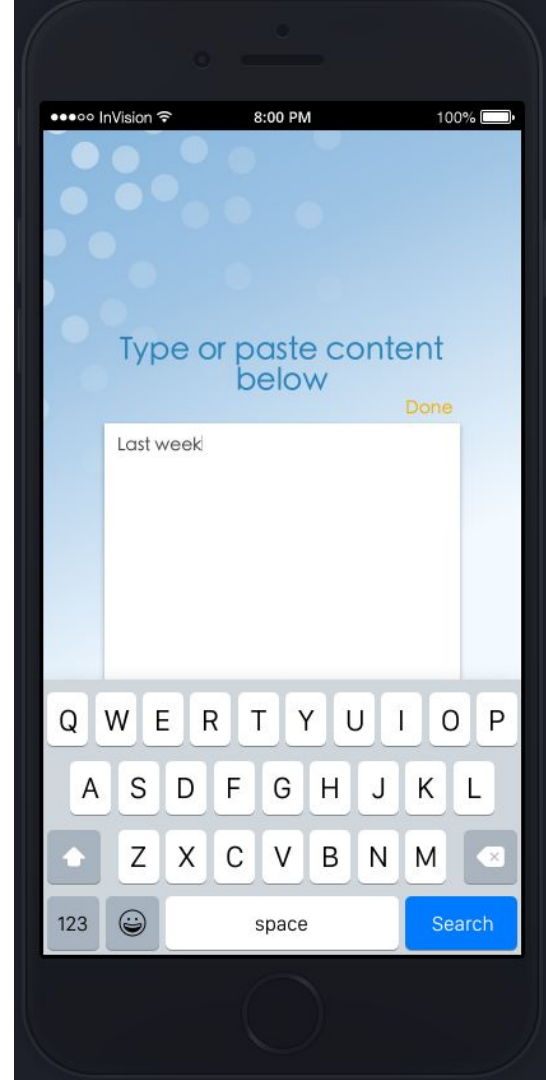 InVision 8:00 PM 100%
Type or paste content
below
Done
Last week
Q W E R T Y U I O P
A S D F G H J K L
Z X C V B N M
123 space Search